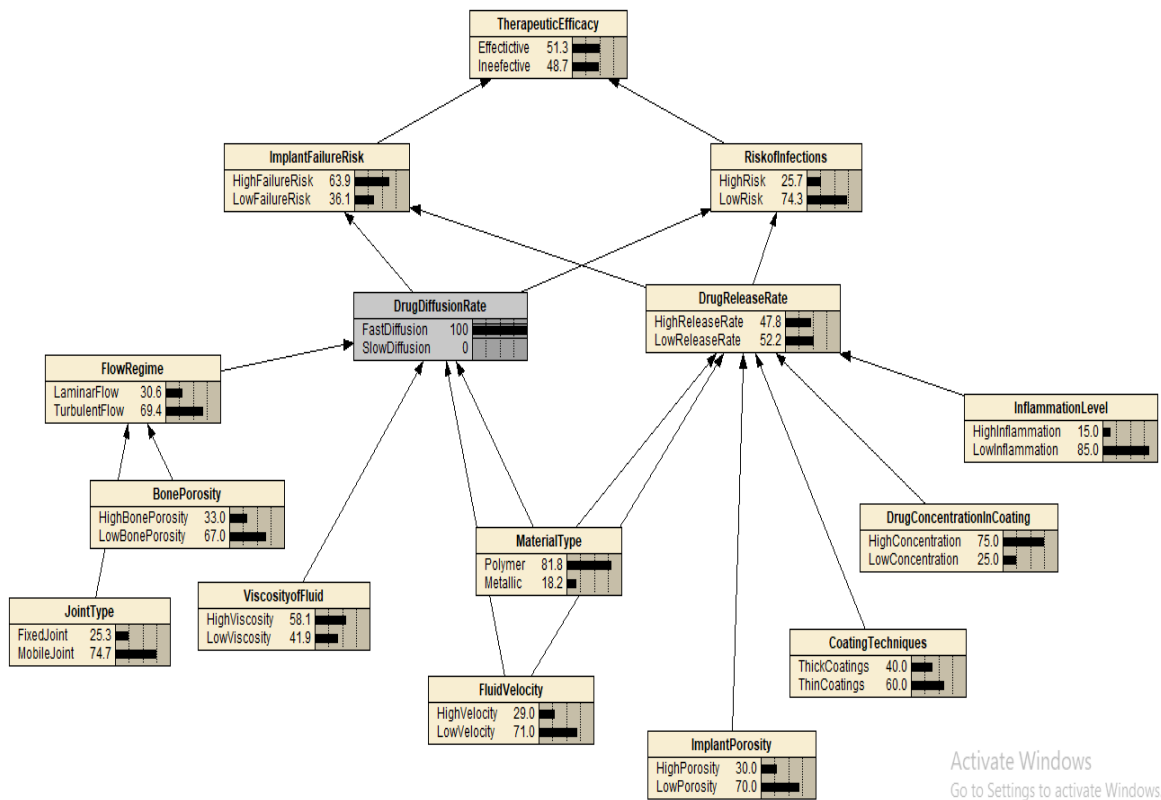 TherapeuticEfficacy
Effectictive 51.3
Ineefective 48.7
ImplantFailureRisk
HighFailureRisk 63.9
LowFailureRisk 36.1
RiskofInfections
HighRisk 25.7
LowRisk 74.3
DrugDiffusionRate
FastDiffusion 100
SlowDiffusion 0
DrugReleaseRate
HighReleaseRate 47.8
LowReleaseRate 52.2
FlowRegime
LaminarFlow 30.6
TurbulentFlow 69.4
InflammationLevel
HighInflammation 15.0
LowInflammation 85.0
BonePorosity
HighBonePorosity 33.0
LowBonePorosity 67.0
DrugConcentrationInCoating
HighConcentration 75.0
LowConcentration 25.0
MaterialType
Polymer 81.8
Metallic 18.2
ViscosityofFluid
HighViscosity 58.1
LowViscosity 41.9
JointType
FixedJoint 25.3
MobileJoint 74.7
CoatingTechniques
ThickCoatings 40.0
ThinCoatings 60.0
FluidVelocity
HighVelocity 29.0
LowVelocity 71.0
ImplantPorosity
HighPorosity 30.0
LowPorosity 70.0
Activate Windows
Go to Settings to activate Windows